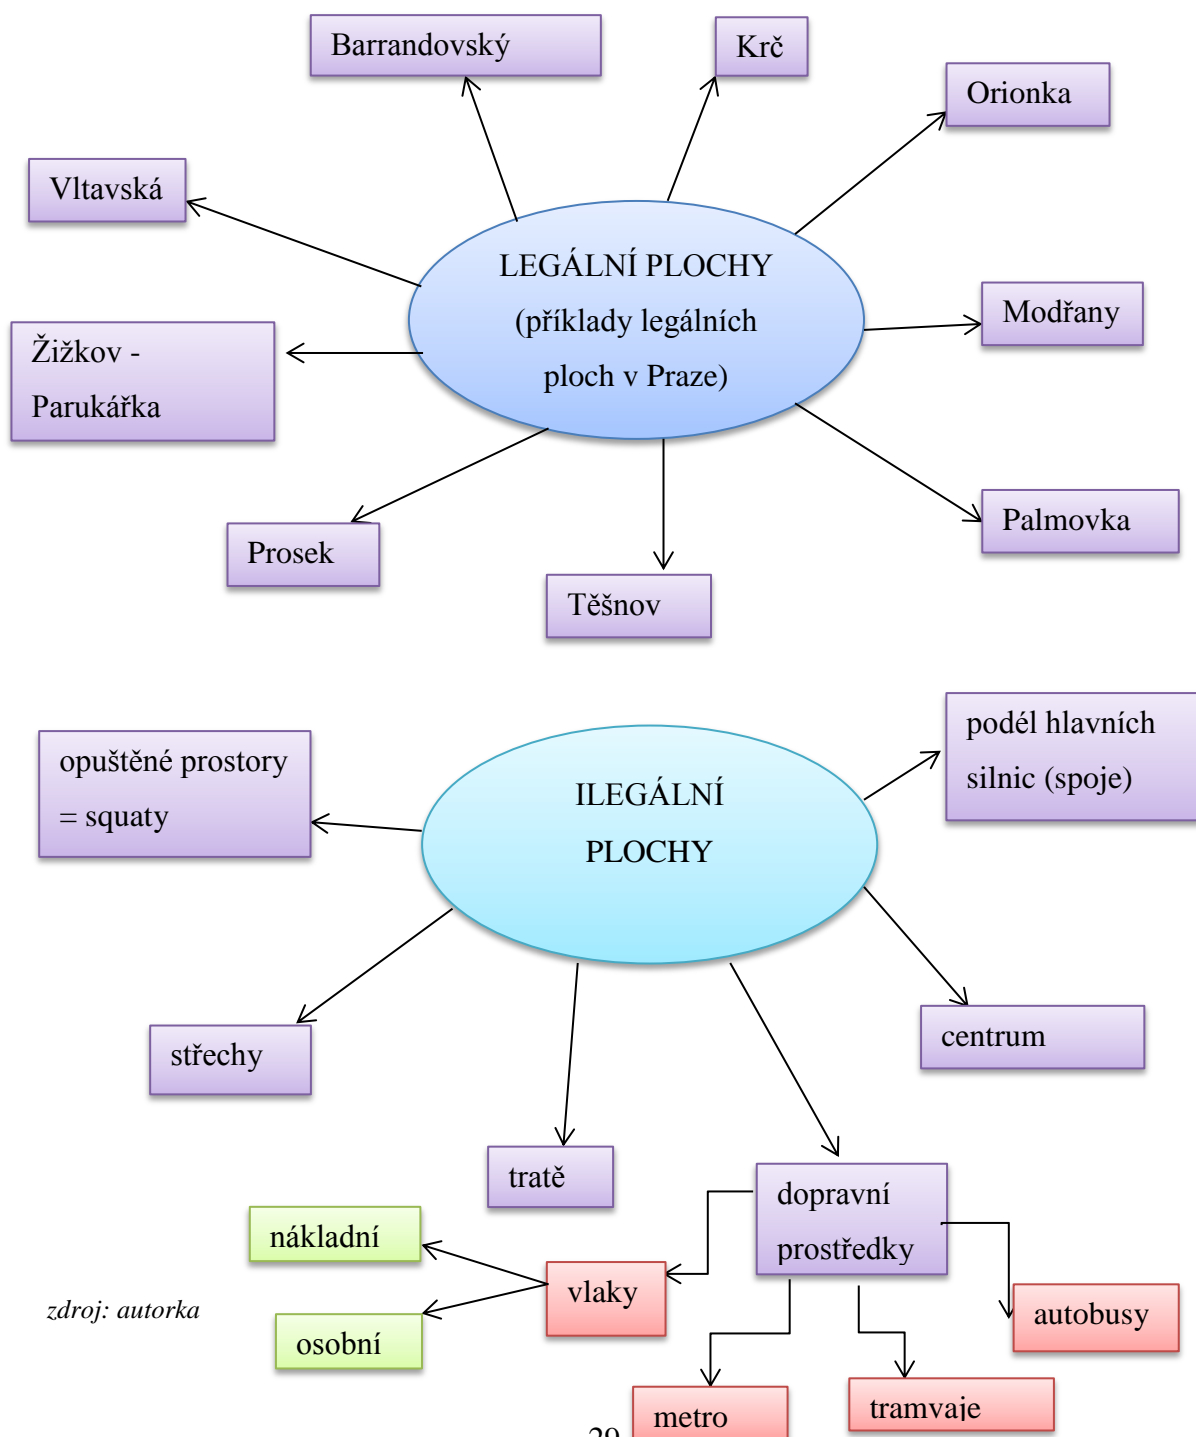 Barrandovský
Krč
Orionka
Vltavská
LEGÁLNÍ PLOCHY
(příklady legálních
ploch v Praze)
Modřany
Žižkov -
Parukářka
Palmovka
Prosek
Těšnov
podél hlavních
silnic (spoje)
opuštěné prostory
= squaty
ILEGÁLNÍ
PLOCHY
střechy
centrum
tratě
dopravní
prostředky
nákladní
vlaky
osobní
autobusy
zdroj: autorka
metro
tramvaje
29